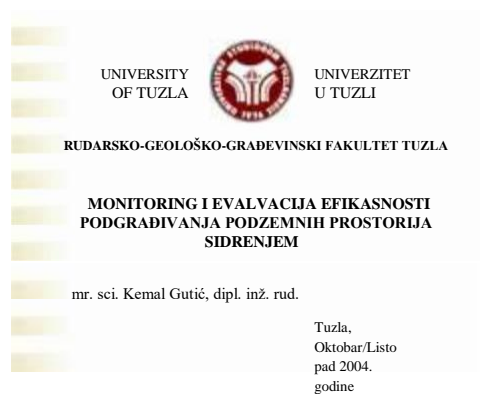 UNIVERSITY UNIVERZITET
OF TUZLA U TUZLI
RUDARSKO-GEOLOŠKO-GRAĐEVINSKI FAKULTET TUZLA
MONITORING I EVALVACIJA EFIKASNOSTI
PODGRAĐIVANJA PODZEMNIH PROSTORIJA
SIDRENJEM
mr. sci. Kemal Gutić, dipl. inž. rud.
Tuzla,
Oktobar/Listo
pad 2004.
godine